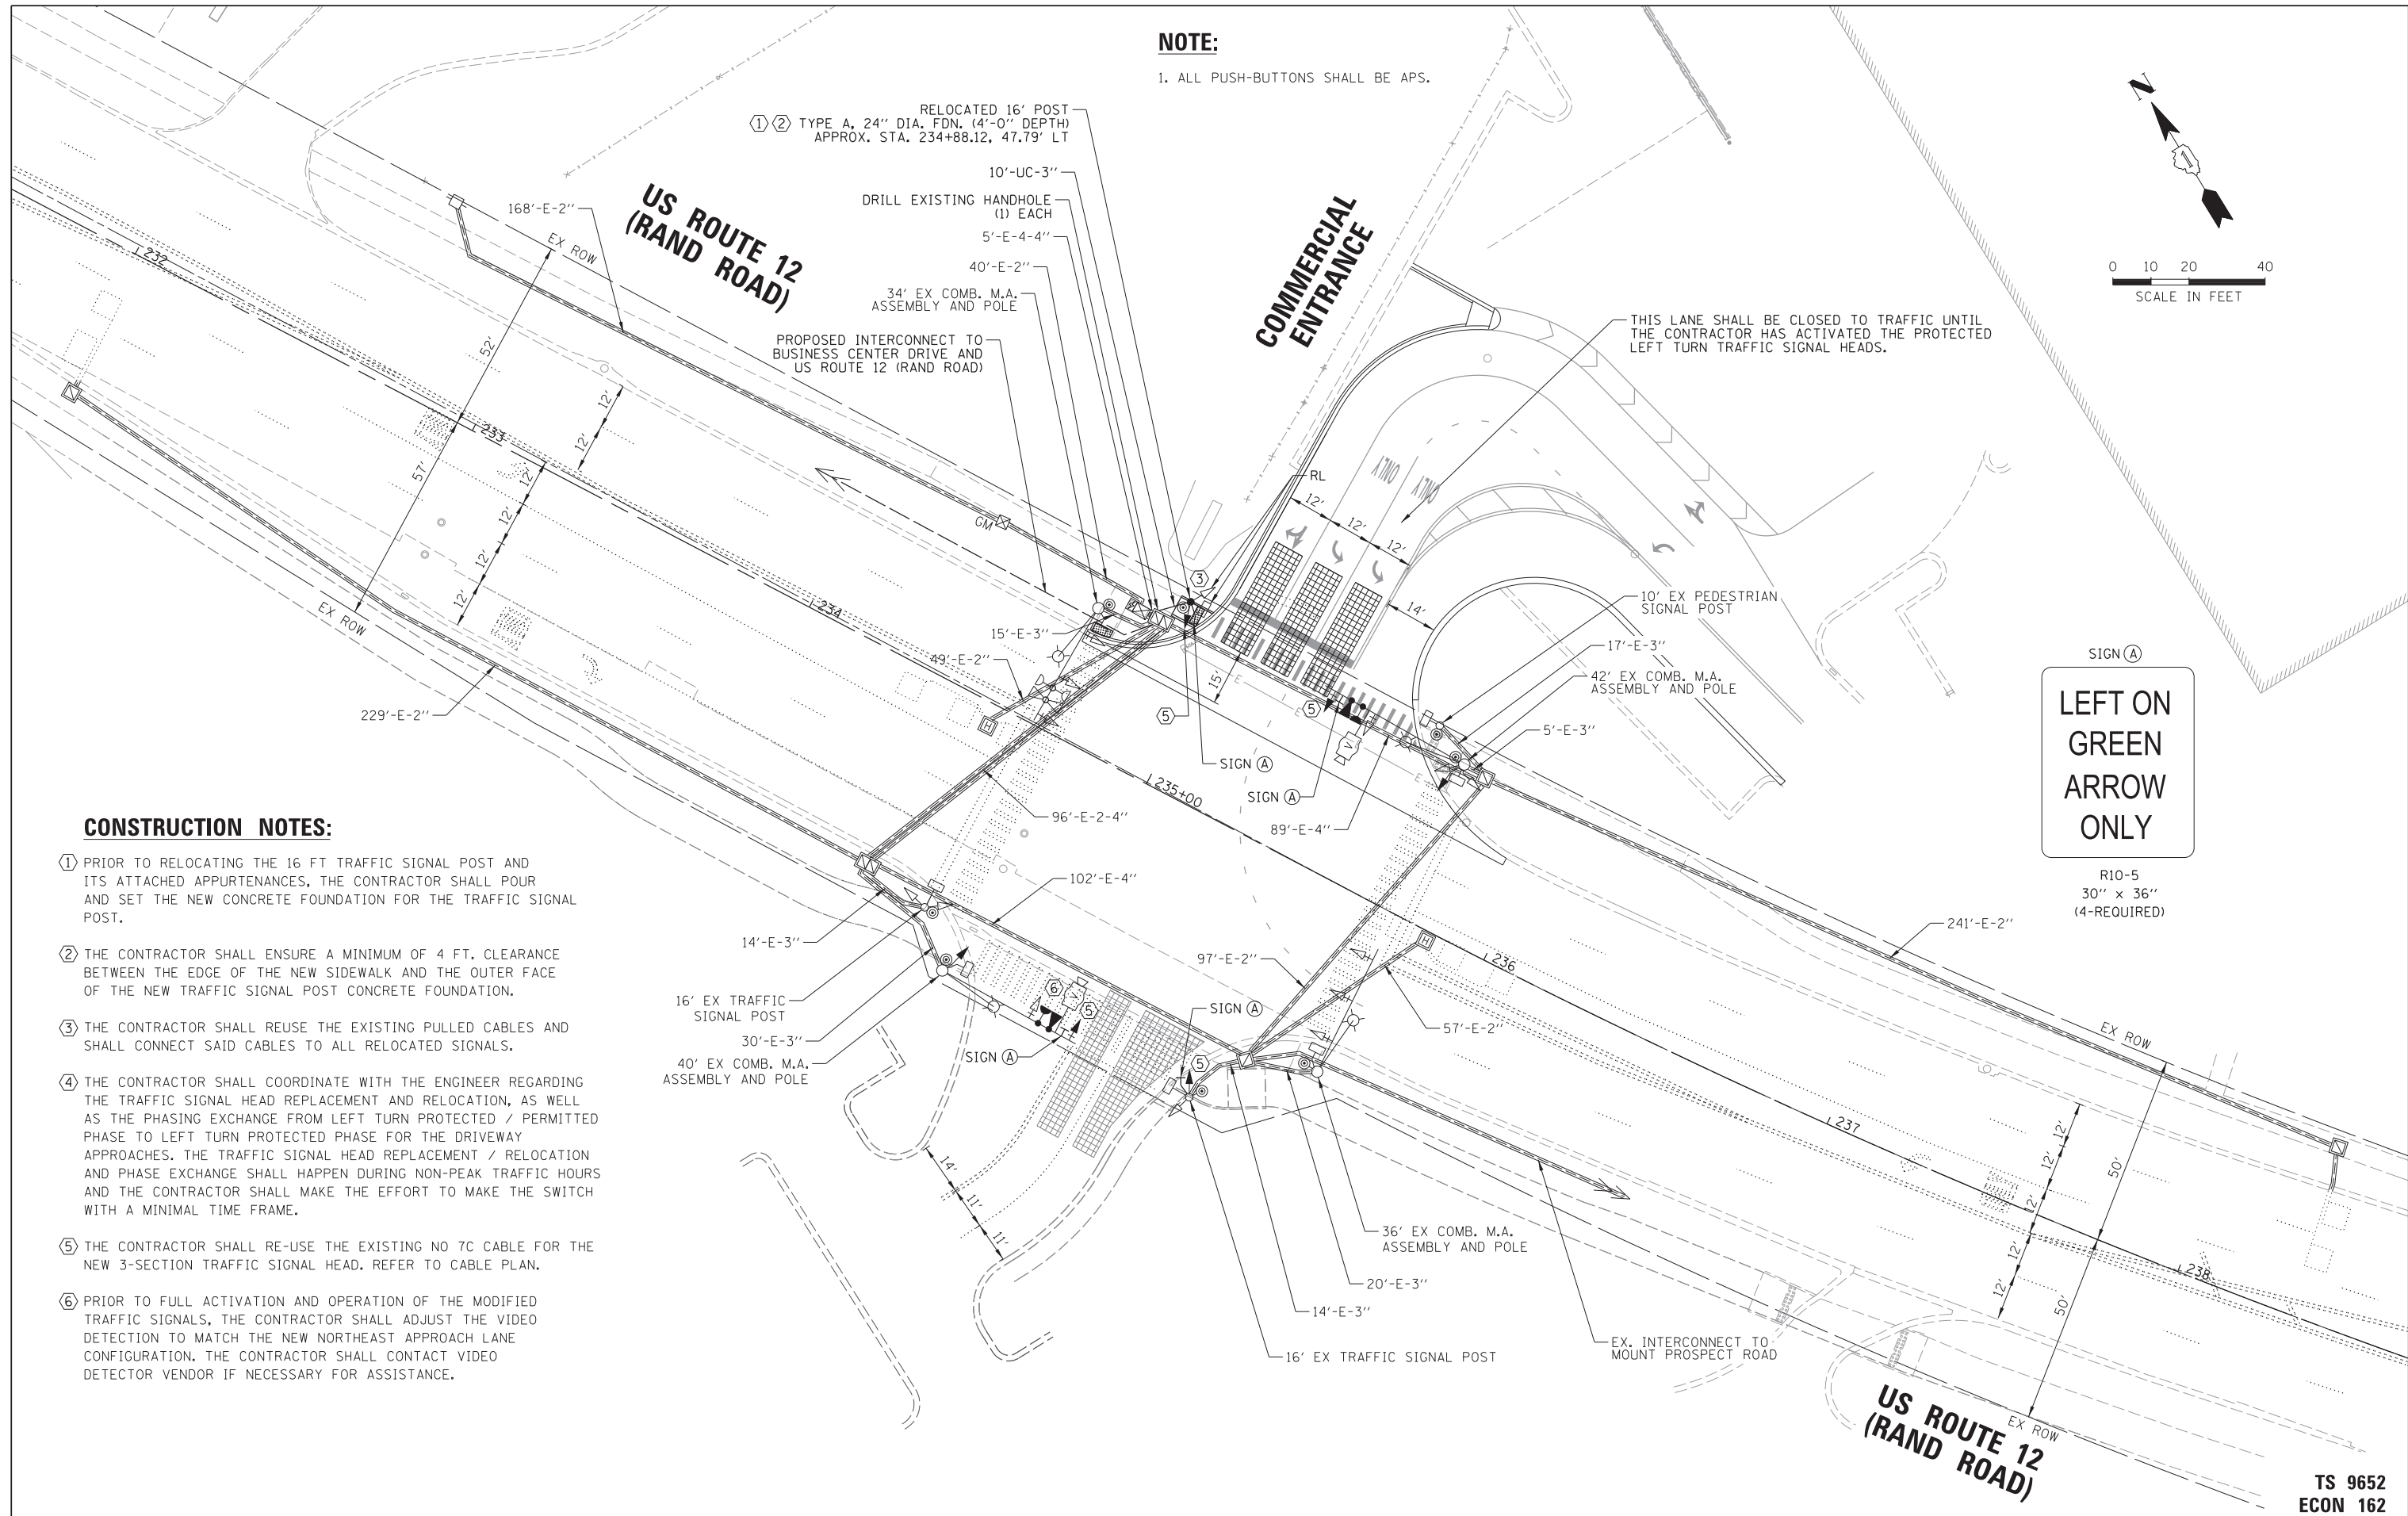 NOTE:
1. ALL PUSH-BUTTONS SHALL BE APS.
RELOCATED 16' POST
1 2 TYPE A, 24" DIA. FDN. (4'-0" DEPTH)
APPROX. STA. 234+88.12, 47.79' LT
10'-UC-3"
DRILL EXISTING HANDHOLE
(1) EACH
5'-E-4-4"
40'-E-2"
34' EX COMB. M.A.
ASSEMBLY AND POLE
PROPOSED INTERCONNECT TO
BUSINESS CENTER DRIVE AND
US ROUTE 12 (RAND ROAD)
168'-E-2"
US ROUTE 12
(RAND ROAD)
EX ROW
232
52'
57'
233
12'
12'
12'
12'
12'
12'
EX ROW
229'-E-2"
GM
234
15'-E-3"
49'-E-2"
COMMERCIAL
ENTRANCE
N
1
0 10 20 40
SCALE IN FEET
THIS LANE SHALL BE CLOSED TO TRAFFIC UNTIL
THE CONTRACTOR HAS ACTIVATED THE PROTECTED
LEFT TURN TRAFFIC SIGNAL HEADS.
RL
12'
12'
12'
ONLY
ONLY
3
14'
15'
E
E
E
5
5
V
SIGN A
SIGN A
10' EX PEDESTRIAN
SIGNAL POST
17'-E-3"
42' EX COMB. M.A.
ASSEMBLY AND POLE
5'-E-3"
89'-E-4"
235+00
H
96'-E-2-4"
102'-E-4"
SIGN A
LEFT ON
GREEN
ARROW
ONLY
R10-5
30" x 36"
(4-REQUIRED)
241'-E-2"
CONSTRUCTION NOTES:
1 PRIOR TO RELOCATING THE 16 FT TRAFFIC SIGNAL POST AND
ITS ATTACHED APPURTENANCES, THE CONTRACTOR SHALL POUR
AND SET THE NEW CONCRETE FOUNDATION FOR THE TRAFFIC SIGNAL
POST.
2 THE CONTRACTOR SHALL ENSURE A MINIMUM OF 4 FT. CLEARANCE
BETWEEN THE EDGE OF THE NEW SIDEWALK AND THE OUTER FACE
OF THE NEW TRAFFIC SIGNAL POST CONCRETE FOUNDATION.
3 THE CONTRACTOR SHALL REUSE THE EXISTING PULLED CABLES AND
SHALL CONNECT SAID CABLES TO ALL RELOCATED SIGNALS.
4 THE CONTRACTOR SHALL COORDINATE WITH THE ENGINEER REGARDING
THE TRAFFIC SIGNAL HEAD REPLACEMENT AND RELOCATION, AS WELL
AS THE PHASING EXCHANGE FROM LEFT TURN PROTECTED / PERMITTED
PHASE TO LEFT TURN PROTECTED PHASE FOR THE DRIVEWAY
APPROACHES. THE TRAFFIC SIGNAL HEAD REPLACEMENT / RELOCATION
AND PHASE EXCHANGE SHALL HAPPEN DURING NON-PEAK TRAFFIC HOURS
AND THE CONTRACTOR SHALL MAKE THE EFFORT TO MAKE THE SWITCH
WITH A MINIMAL TIME FRAME.
5 THE CONTRACTOR SHALL RE-USE THE EXISTING NO 7C CABLE FOR THE
NEW 3-SECTION TRAFFIC SIGNAL HEAD. REFER TO CABLE PLAN.
6 PRIOR TO FULL ACTIVATION AND OPERATION OF THE MODIFIED
TRAFFIC SIGNALS, THE CONTRACTOR SHALL ADJUST THE VIDEO
DETECTION TO MATCH THE NEW NORTHEAST APPROACH LANE
CONFIGURATION. THE CONTRACTOR SHALL CONTACT VIDEO
DETECTOR VENDOR IF NECESSARY FOR ASSISTANCE.
14'-E-3"
16' EX TRAFFIC
SIGNAL POST
30'-E-3"
40' EX COMB. M.A.
ASSEMBLY AND POLE
6
V
5
SIGN A
SIGN A
5
97'-E-2"
H
57'-E-2"
236
14'
11'
11'
36' EX COMB. M.A.
ASSEMBLY AND POLE
20'-E-3"
14'-E-3"
16' EX TRAFFIC SIGNAL POST
EX. INTERCONNECT TO
MOUNT PROSPECT ROAD
237
238
EX ROW
12'
12'
12'
12'
12'
50'
50'
EX ROW
US ROUTE 12
(RAND ROAD)
TS 9652
ECON 162